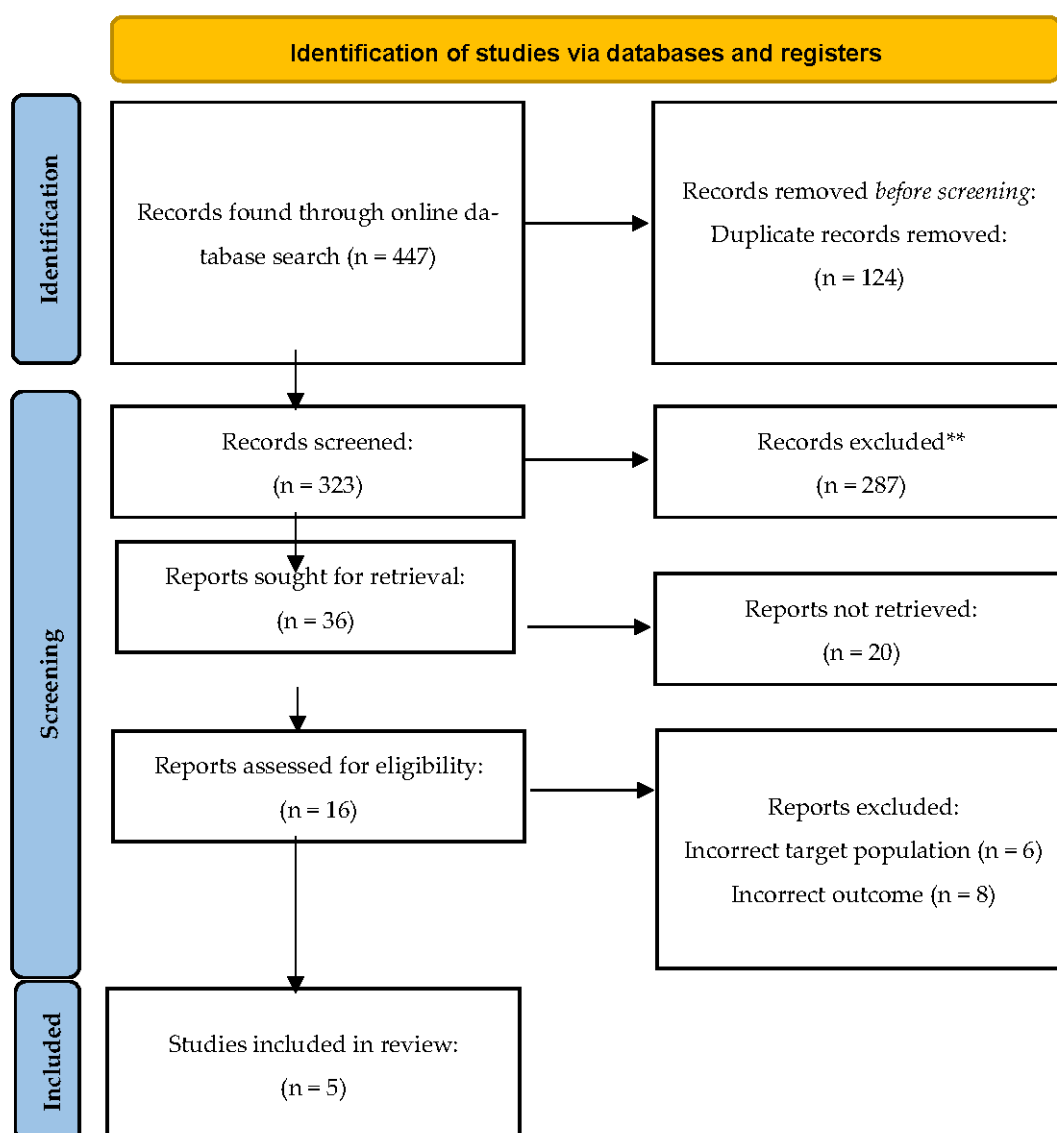 Identification of studies via databases and registers
Identification
Records found through online da-
tabase search (n = 447)
Records removed before screening:
Duplicate records removed:
(n = 124)
Screening
Records screened:
(n = 323)
Records excluded**
(n = 287)
Reports sought for retrieval:
(n = 36)
Reports not retrieved:
(n = 20)
Reports assessed for eligibility:
(n = 16)
Reports excluded:
Incorrect target population (n = 6)
Incorrect outcome (n = 8)
Included
Studies included in review:
(n = 5)